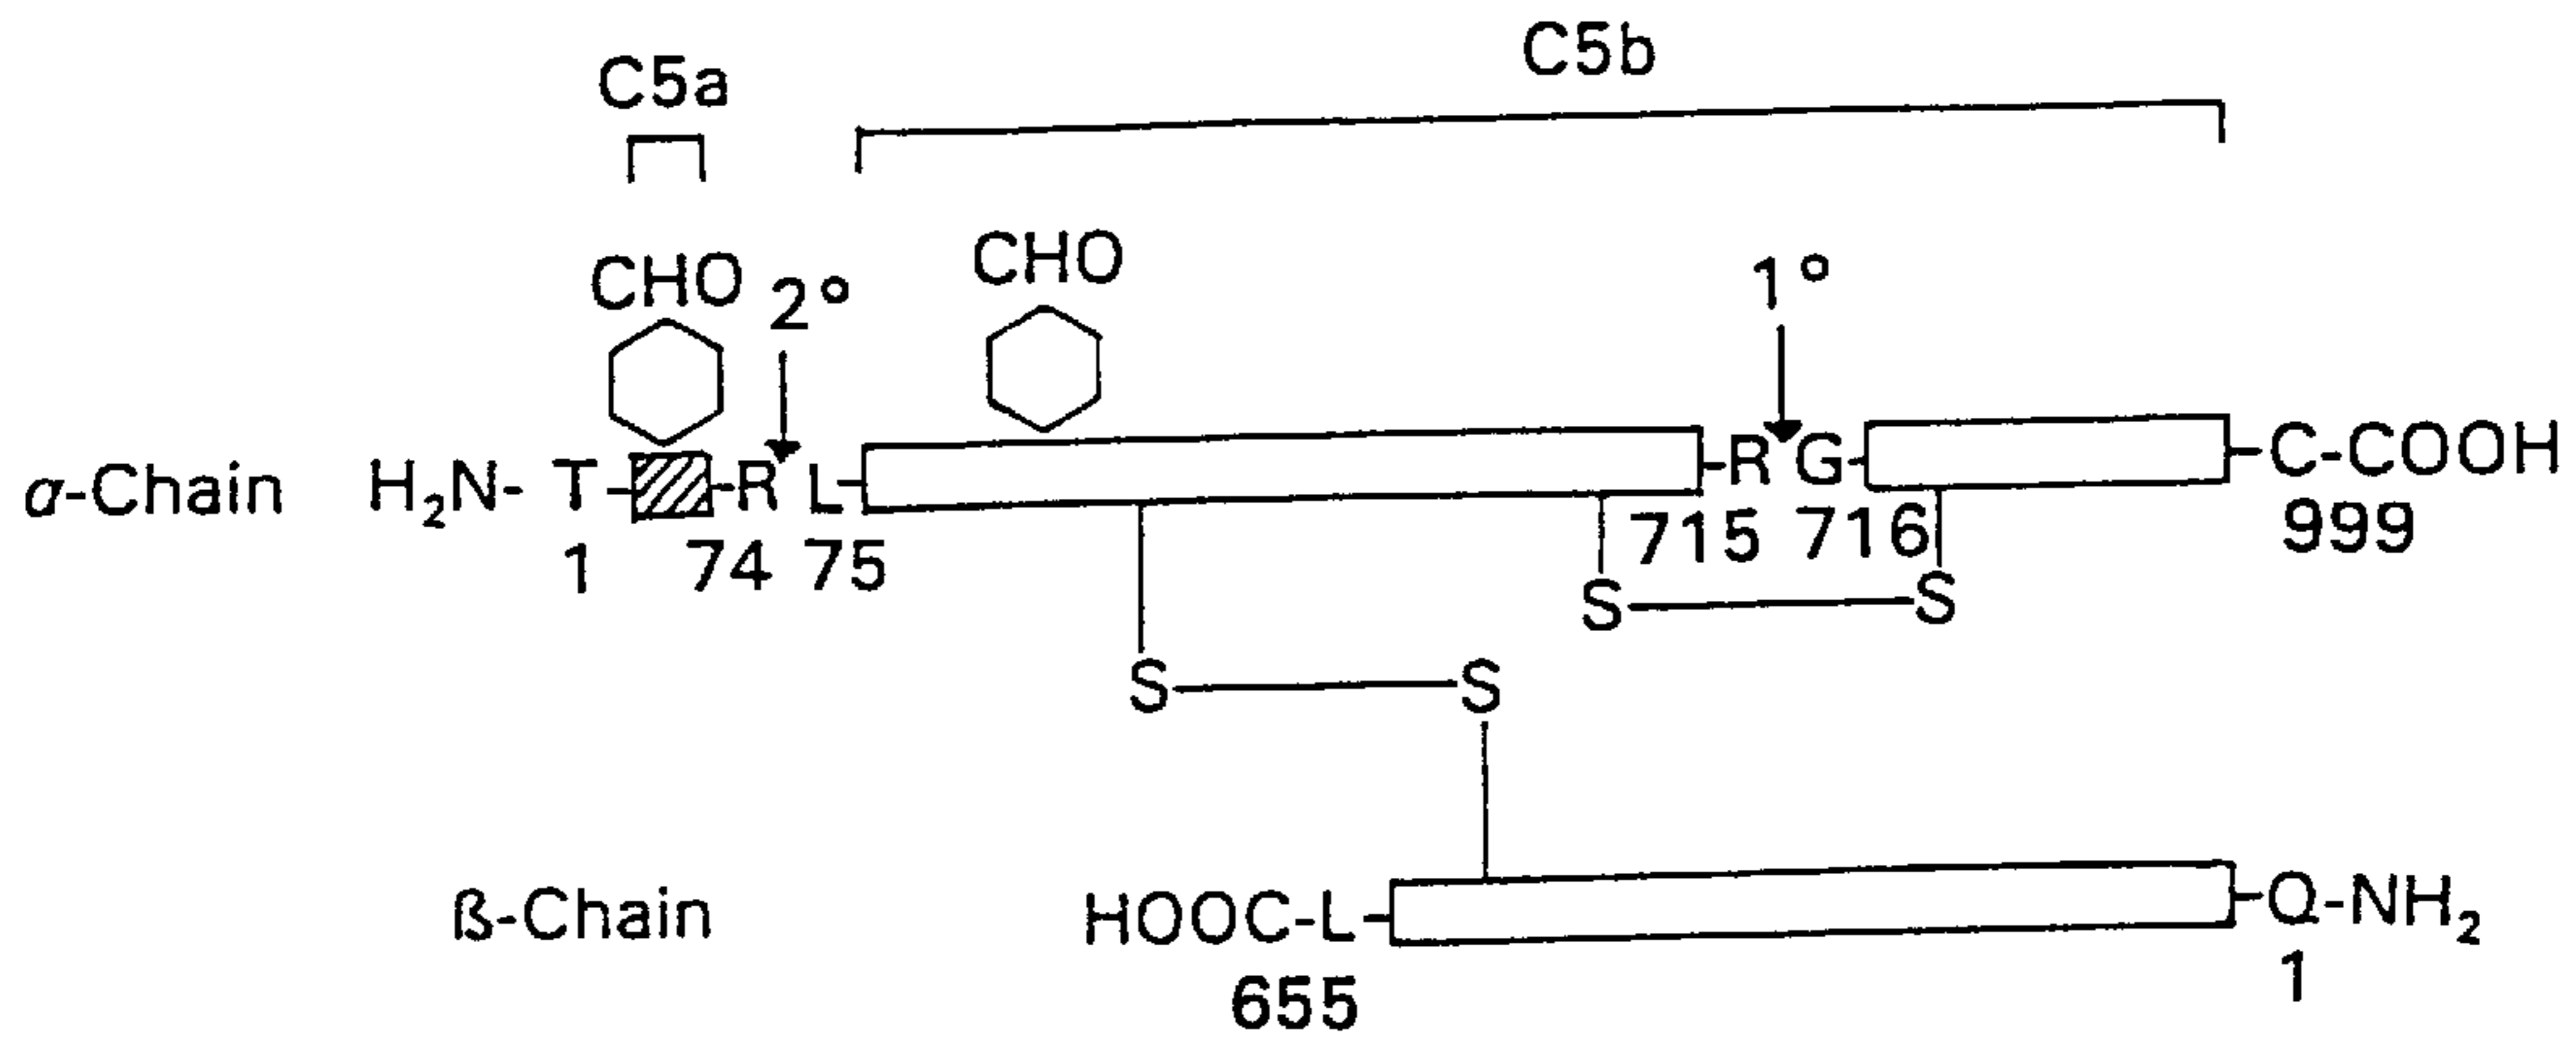 C5a
C5b
CHO
2°
CHO
1°
α-Chain
H₂N- T - -R L- -R G- -C-COOH
1
74
75
715
716
999
S S
S S
ß-Chain
HOOC-L- -Q-NH₂
655
1